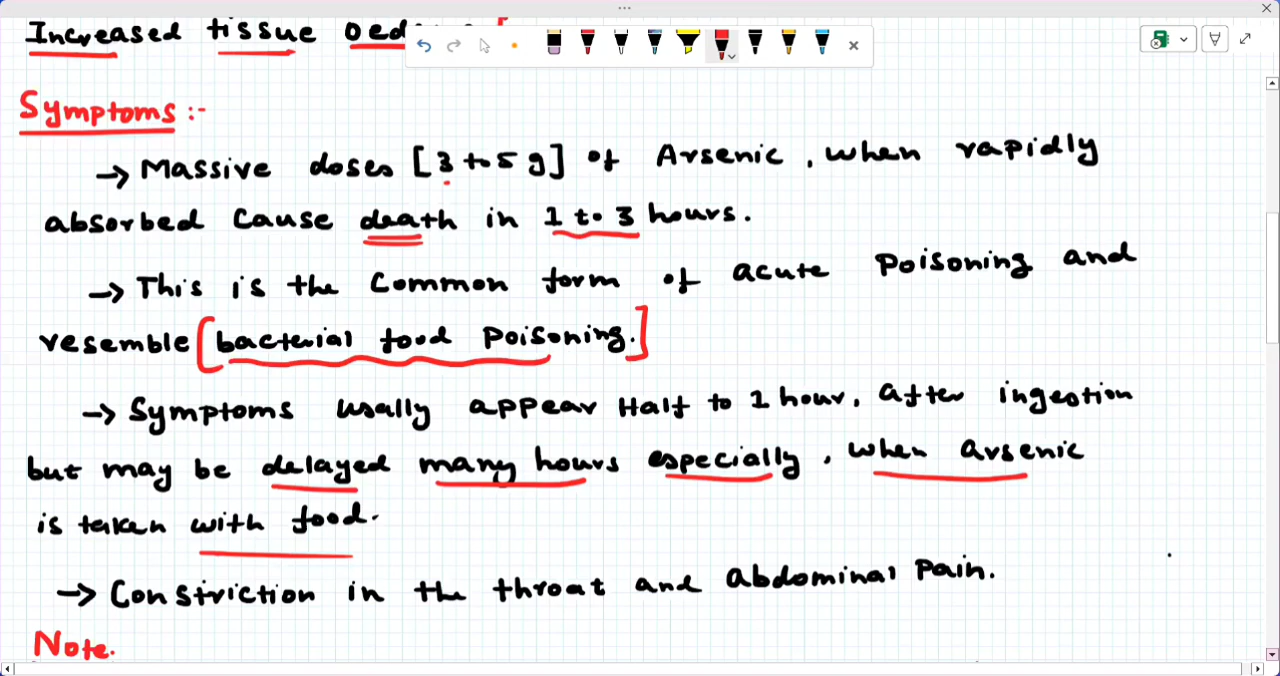 Increased tissue oed
Symptoms :-
→ Massive doses [3 to 5 g] of Arsenic, when rapidly
absorbed cause death in 1 to 3 hours.
→ This is the common form of acute poisoning and
resemble [bacterial food poisoning.]
→ Symptoms usally appear Half to 1 hour, after ingestion
but may be delayed many hours especially, when arsenic
is taken with food.
→ Constriction in the throat and abdominal pain.
Note.